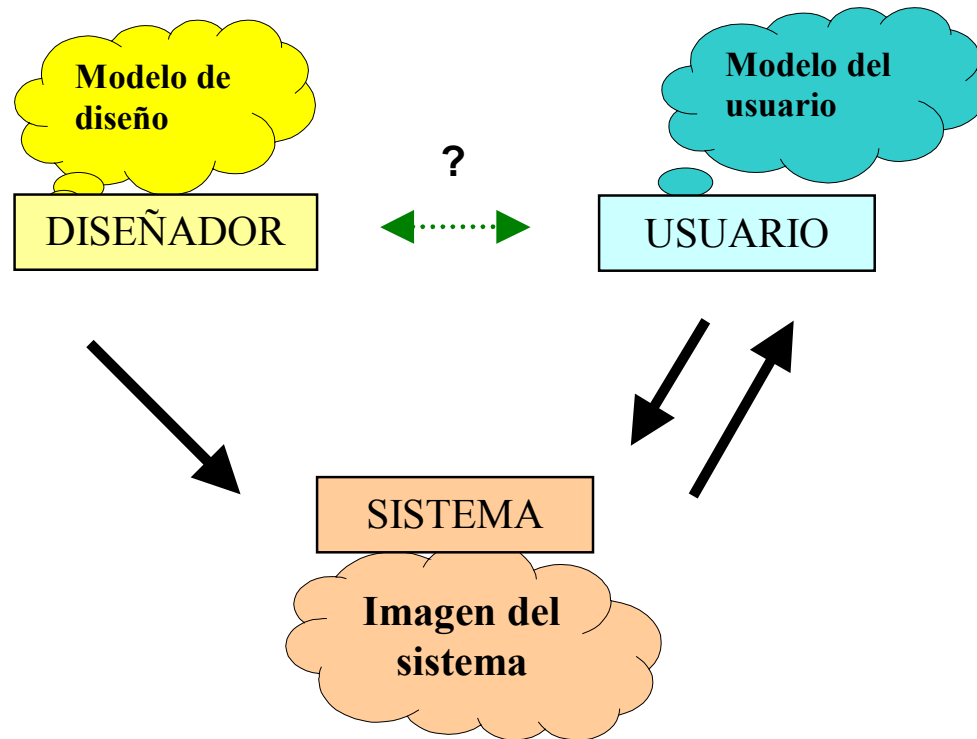 Modelo de
diseño
Modelo del
usuario
?
DISEÑADOR
USUARIO
SISTEMA
Imagen del
sistema